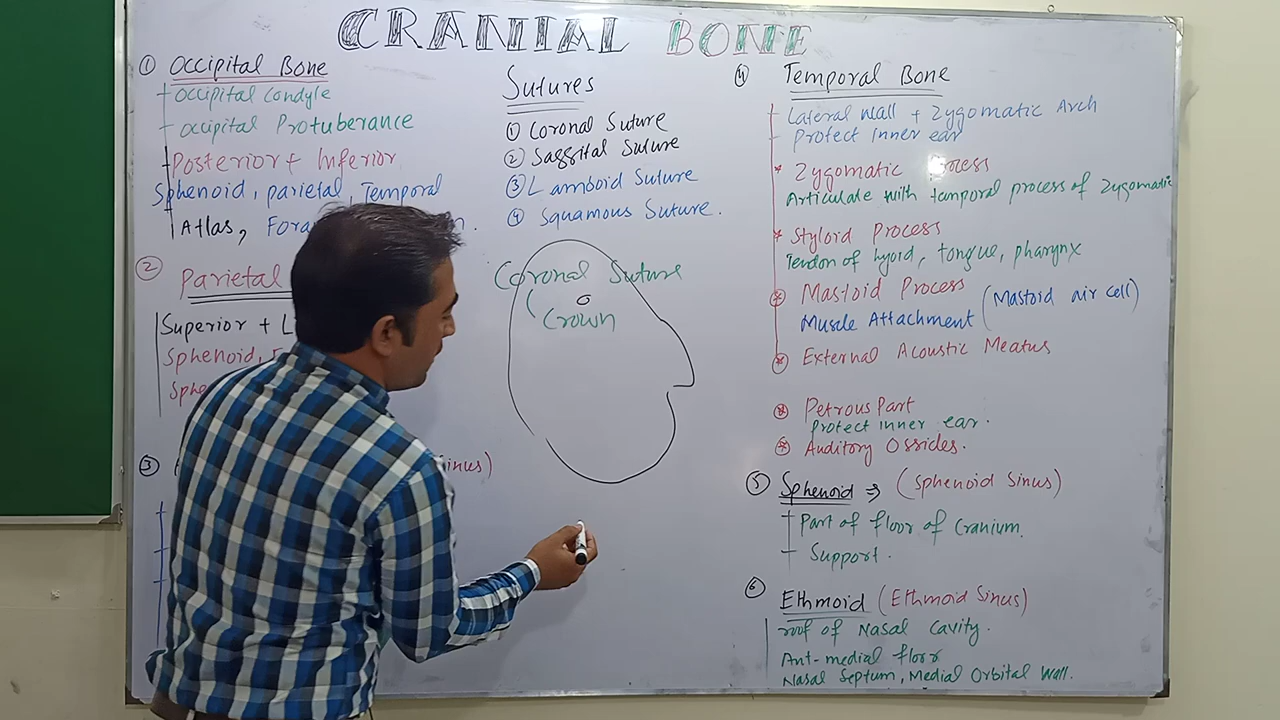 CRANIAL BONE
① Occipital Bone
Occipital Condyle
Occipital Protuberance
Posterior + Inferior
Sphenoid, parietal, Temporal
Atlas,
② Parietal
Superior +
Sphenoid,
③
Sinus)
Sutures
① Coronal Suture
② Saggital Suture
③ Lamboid Suture
④ Squamous Suture.
Coronal Suture
Crown
4 Temporal Bone
Lateral Wall + Zygomatic Arch
Protect Inner ear
* Zygomatic
Articulate with tamporal process of Zygomatic
* Styloid Process
Tendon of hyoid, tongue, pharynx
* Mastoid Process (Mastoid air cell)
Muscle Attachment
* External Acoustic Meatus
* Petrous Part
Protect inner ear.
* Auditory Ossicles.
5 Sphenoid ⇒ (Sphenoid Sinus)
Part of floor of Cranium.
Support.
6 Ethmoid (Ethmoid Sinus)
roof of Nasal Cavity.
Ant-medial floor
Nasal Septum, Medial Orbital Wall.